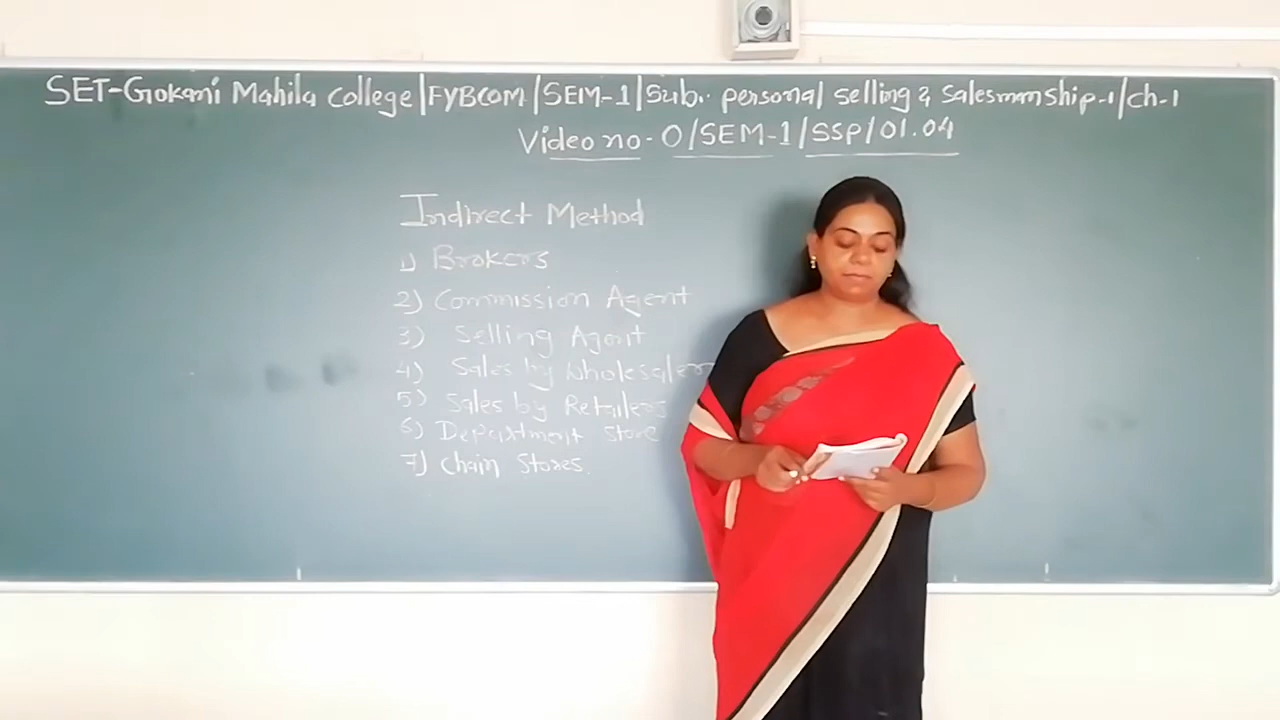 SET-Gokani Mahila college |FYBCOM /SEM-1|Sub. personal selling & salesmanship-1/ch-1
Video no- 0/SEM-1/SSP/01.04
Indirect Method
1) Brokers
2) Commission Agent
3) Selling Agent
4) Sales by Wholesalers
5) Sales by Retailers
6) Department store
7) Chain Stores.